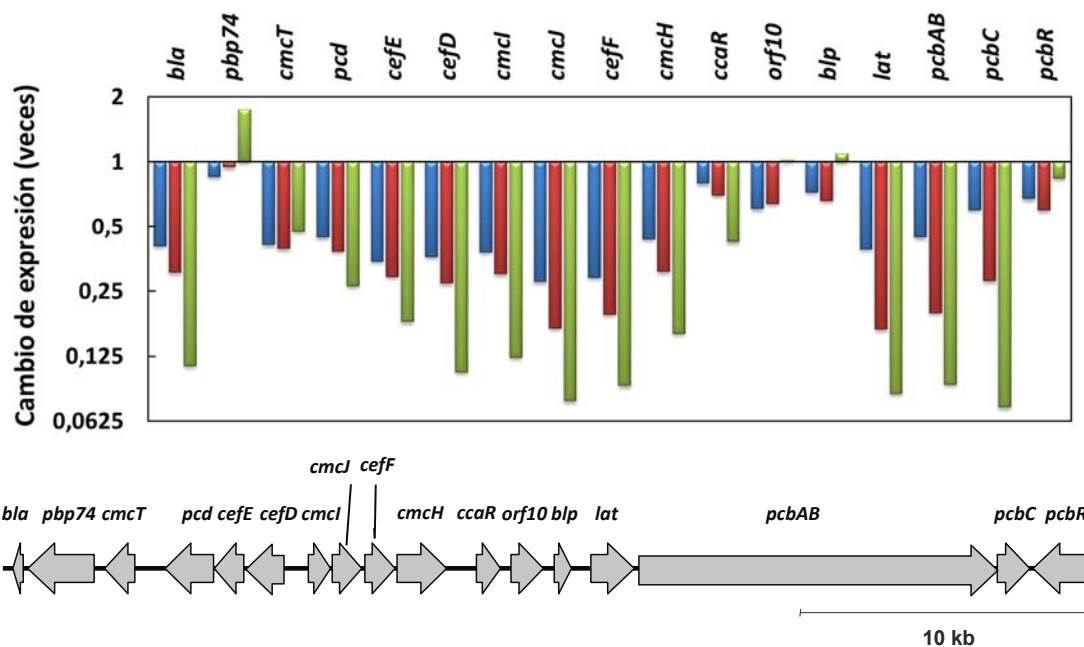 bla pbp74 cmcT pcd cefE cefD cmcI cmcJ cefF cmcH ccaR orf10 blp lat pcbAB pcbC pcbR
Cambio de expresión (veces)
2
1
0,5
0,25
0,125
0,0625
cmcJ cefF
bla pbp74 cmcT pcd cefE cefD cmcI cmcH ccaR orf10 blp lat pcbAB pcbC pcbR
10 kb